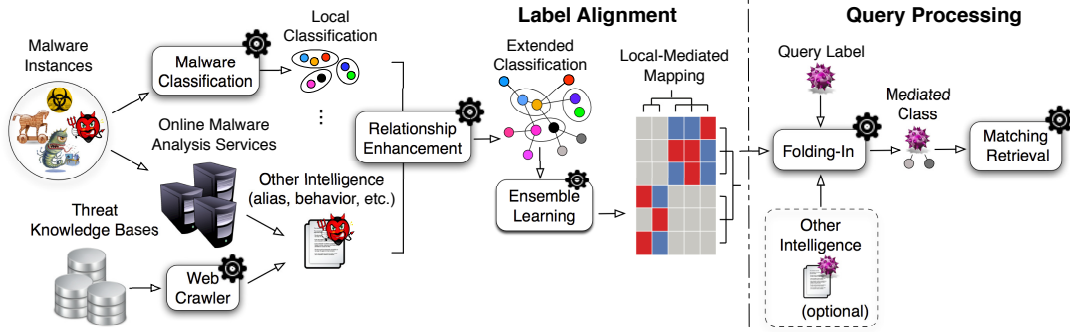 Label Alignment
Query Processing
Malware
Instances
Malware
Classification
Local
Classification
...
Online Malware
Analysis Services
Threat
Knowledge Bases
Web
Crawler
Other Intelligence
(alias, behavior, etc.)
Relationship
Enhancement
Extended
Classification
Ensemble
Learning
Local-Mediated
Mapping
Query Label
Folding-In
Mediated
Class
Matching
Retrieval
Other
Intelligence
(optional)